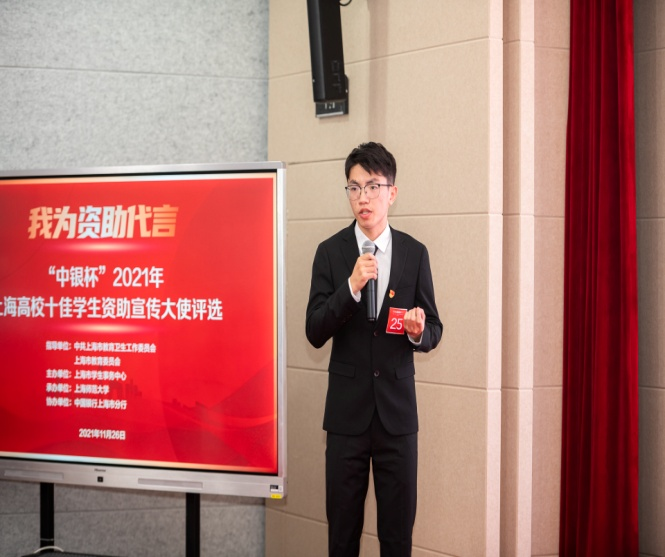 我为资助代言
“中银杯”2021年
上海高校十佳学生资助宣传大使评选
指导单位：中共上海市教育卫生工作委员会
上海市教育委员会
主办单位：上海市学生事务中心
承办单位：上海师范大学
协办单位：中国银行上海市分行
2021年11月26日
25